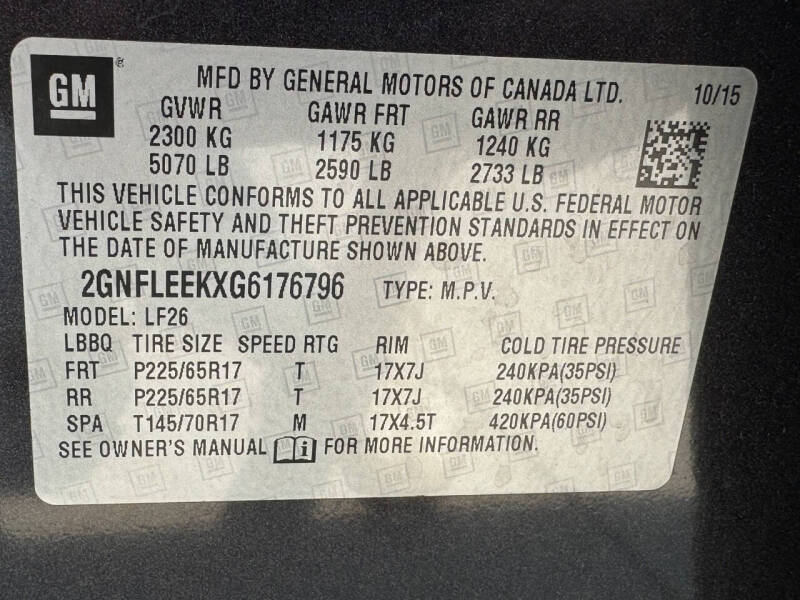 GM®
MFD BY GENERAL MOTORS OF CANADA LTD. 10/15
GVWR GAWR FRT GAWR RR
2300 KG 1175 KG 1240 KG
5070 LB 2590 LB 2733 LB
THIS VEHICLE CONFORMS TO ALL APPLICABLE U.S. FEDERAL MOTOR
VEHICLE SAFETY AND THEFT PREVENTION STANDARDS IN EFFECT ON
THE DATE OF MANUFACTURE SHOWN ABOVE.
2GNFLEEKXG6176796 TYPE: M.P.V.
MODEL: LF26
LBBQ TIRE SIZE SPEED RTG RIM COLD TIRE PRESSURE
FRT P225/65R17 T 17X7J 240KPA(35PSI)
RR P225/65R17 T 17X7J 240KPA(35PSI)
SPA T145/70R17 M 17X4.5T 420KPA(60PSI)
SEE OWNER'S MANUAL i FOR MORE INFORMATION.